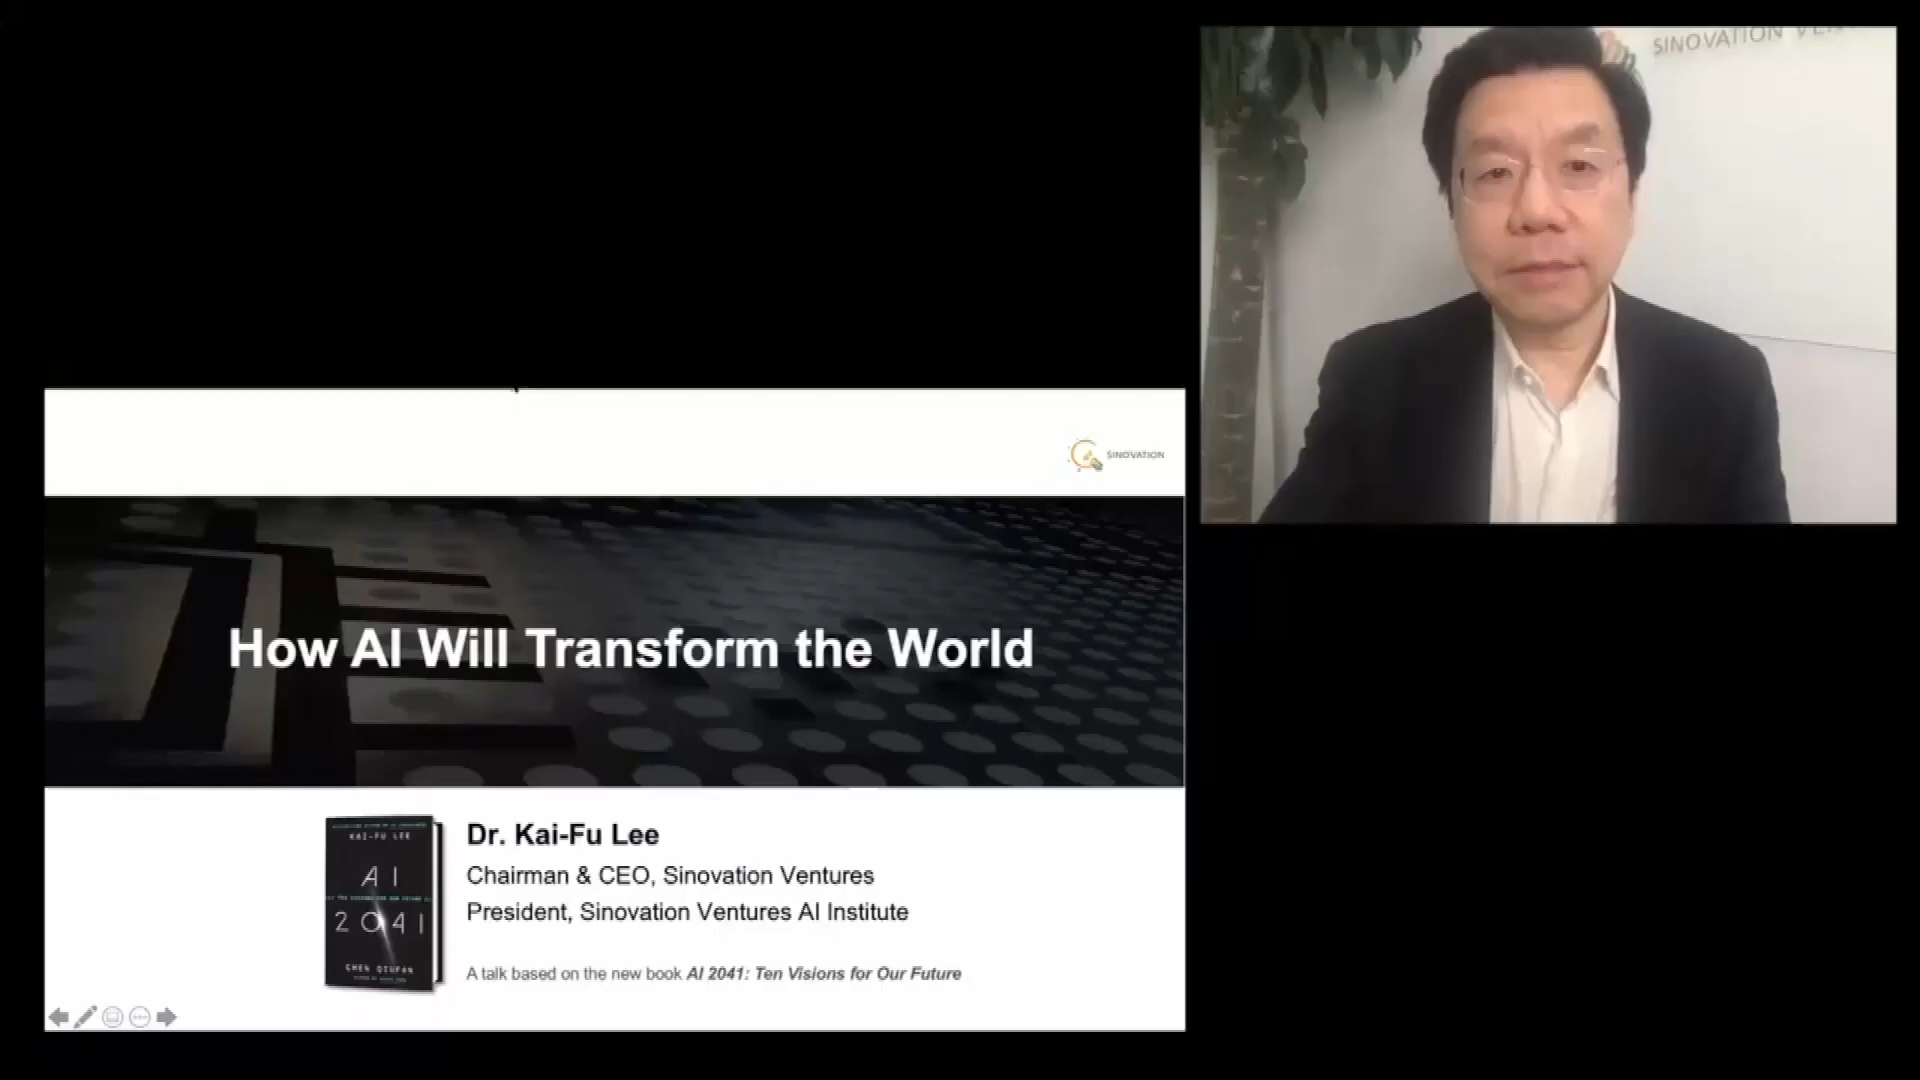 SINOVATION
SINOVATION
How AI Will Transform the World
KAI-FU LEE
AI
2041
CHEN QIUFAN
Dr. Kai-Fu Lee
Chairman & CEO, Sinovation Ventures
President, Sinovation Ventures AI Institute
A talk based on the new book AI 2041: Ten Visions for Our Future